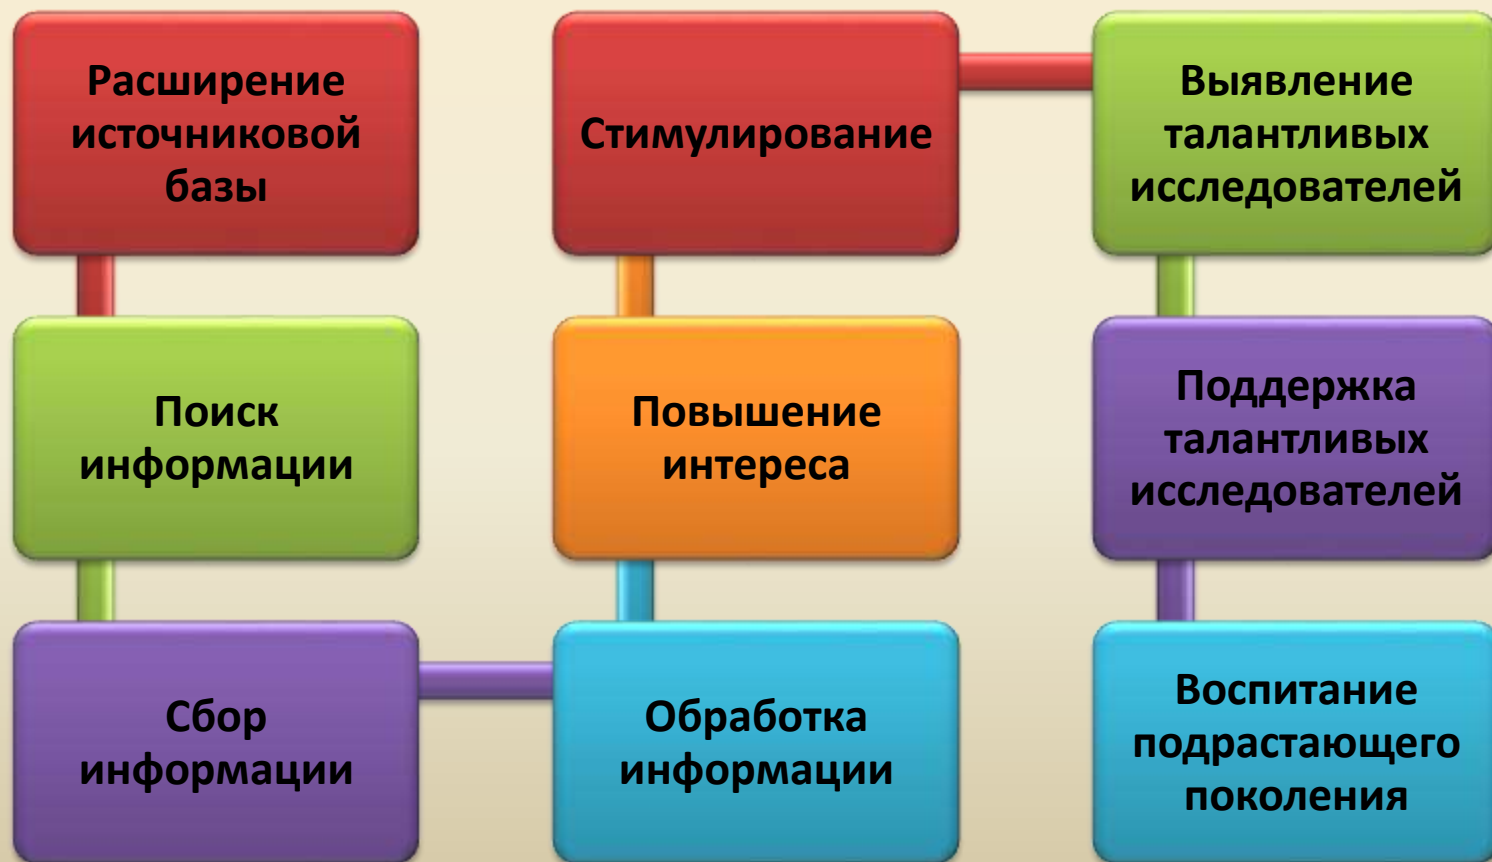 Расширение
источниковой
базы
Поиск
информации
Сбор
информации
Обработка
информации
Повышение
интереса
Стимулирование
Выявление
талантливых
исследователей
Поддержка
талантливых
исследователей
Воспитание
подрастающего
поколения